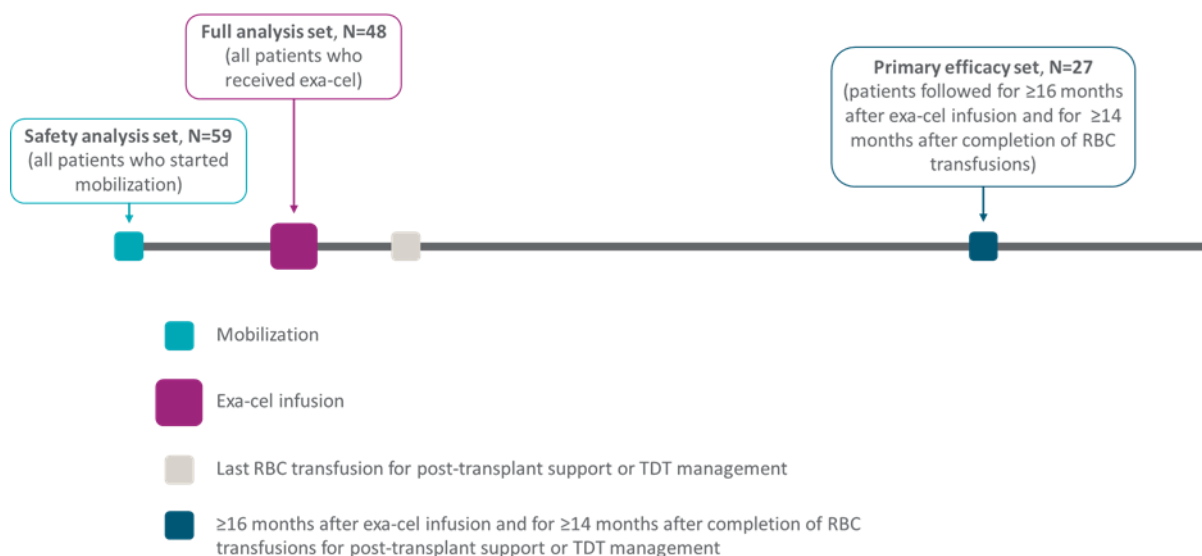 Full analysis set, N=48
(all patients who
received exa-cel)
Safety analysis set, N=59
(all patients who started
mobilization)
Primary efficacy set, N=27
(patients followed for ≥16 months
after exa-cel infusion and for ≥14
months after completion of RBC
transfusions)
Mobilization
Exa-cel infusion
Last RBC transfusion for post-transplant support or TDT management
≥16 months after exa-cel infusion and for ≥14 months after completion of RBC
transfusions for post-transplant support or TDT management